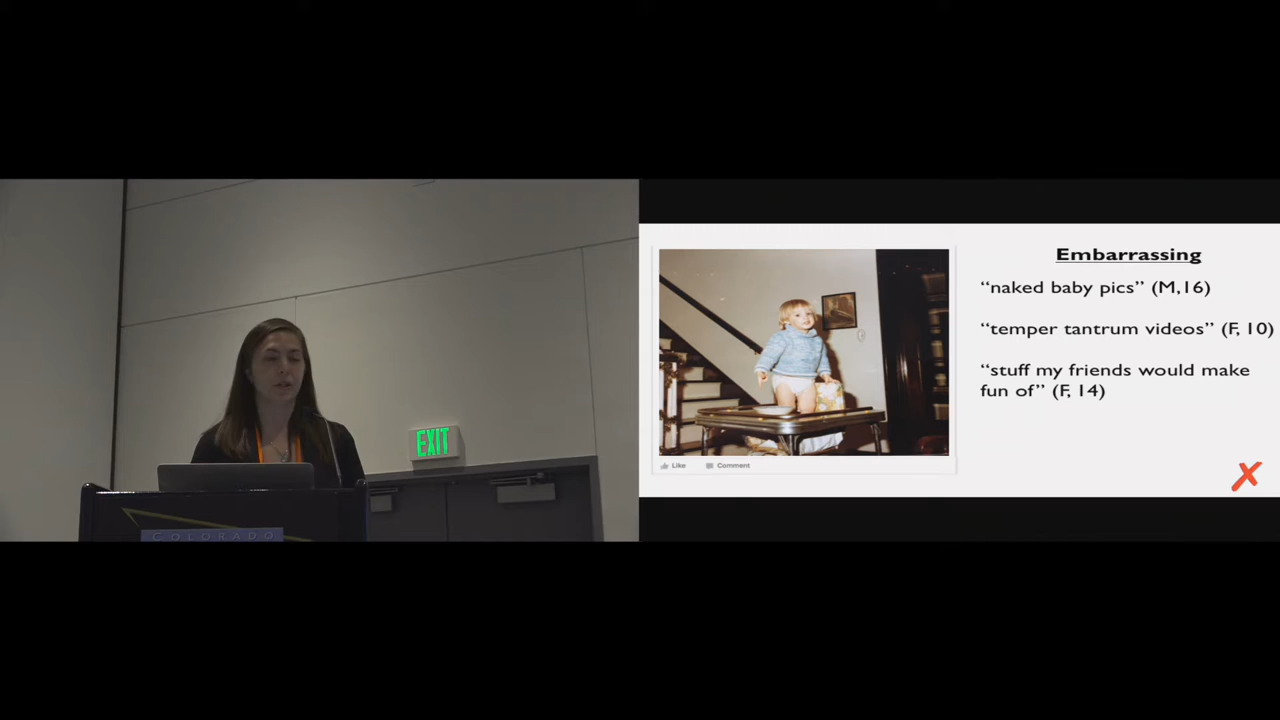 EXIT
COLORADO
Embarrassing
“naked baby pics” (M,16)
“temper tantrum videos” (F, 10)
“stuff my friends would make
fun of” (F, 14)
Like
Comment